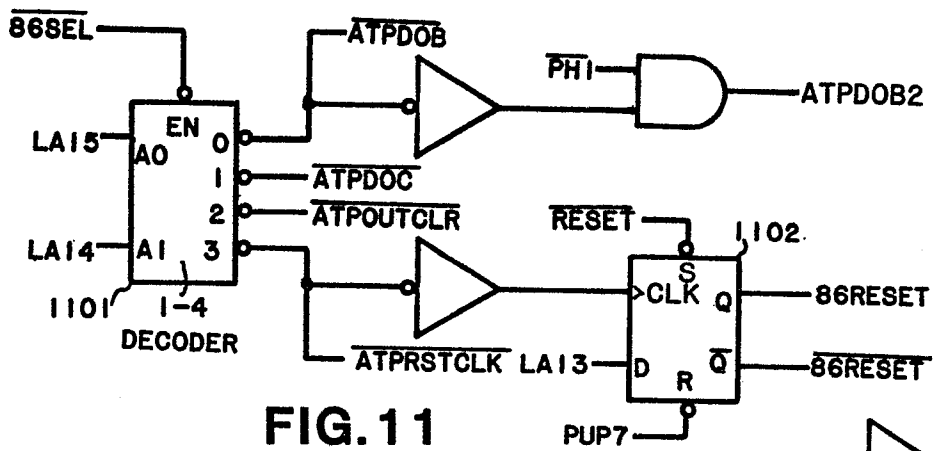 86SEL
ATPDOB
PH1
ATPDOB2
EN
0
LA15
A0
1
ATPDOC
2
ATPOUTCLR
RESET
1102
LA14
A1
3
S
CLK
Q
86RESET
1101
1-4
DECODER
ATPRSTCLK
LA13
D
Q
86RESET
R
FIG. 11
PUP7